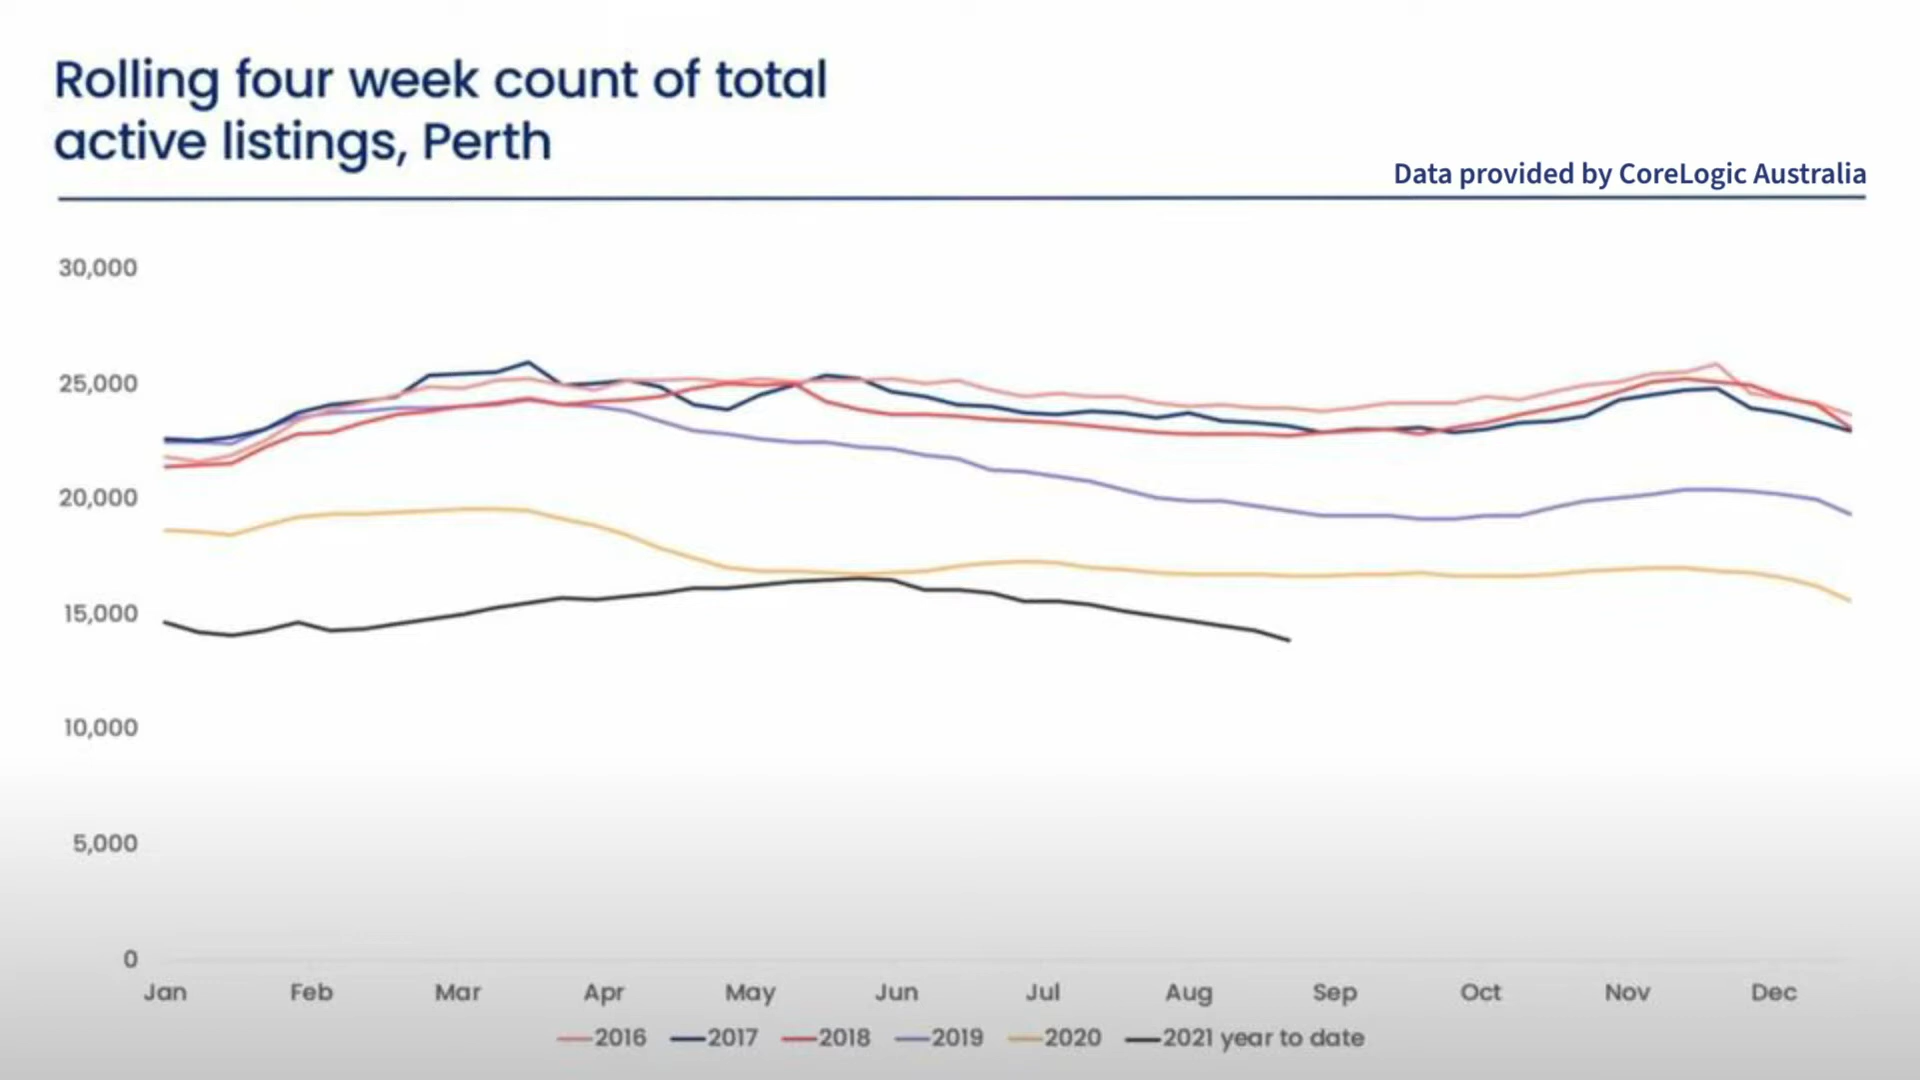 Rolling four week count of total
active listings, Perth
Data provided by CoreLogic Australia
30,000
25,000
20,000
15,000
10,000
5,000
0
Jan Feb Mar Apr May Jun Jul Aug Sep Oct Nov Dec
2016 2017 2018 2019 2020 2021 year to date